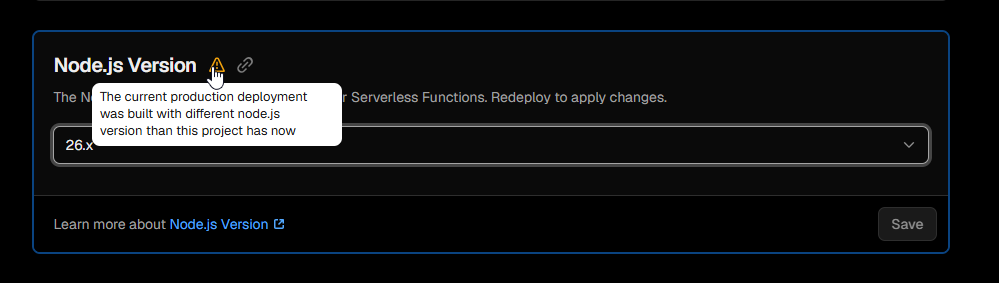 Node.js Version
The current production deployment
was built with different node.js
version than this project has now
The N r Serverless Functions. Redeploy to apply changes.
26.x
Learn more about Node.js Version
Save